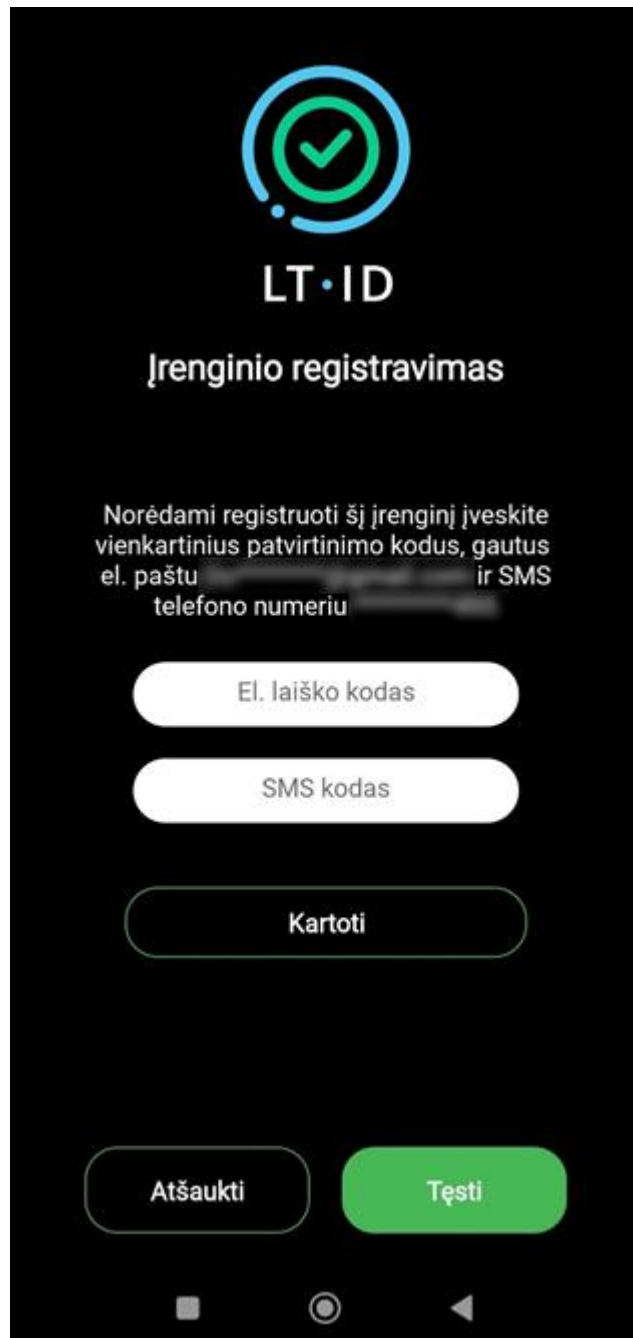 LT·ID
Įrenginio registravimas
Norėdami registruoti šį įrenginį įveskite
vienkartinius patvirtinimo kodus, gautus
el. paštu ir SMS
telefono numeriu
El. laiško kodas
SMS kodas
Kartoti
Atšaukti
Tęsti